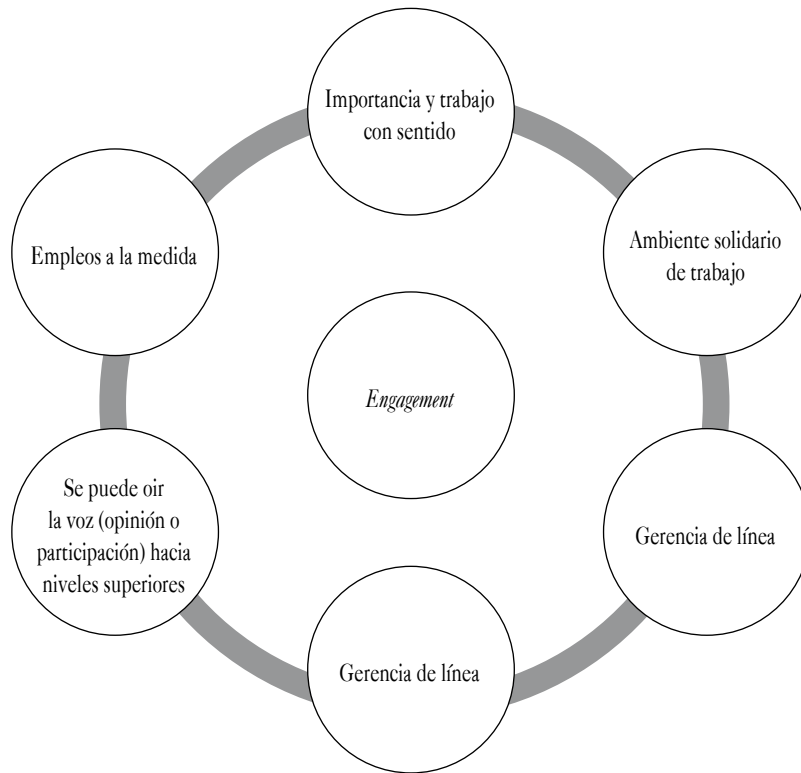 Importancia y trabajo
con sentido
Ambiente solidario
de trabajo
Gerencia de línea
Gerencia de línea
Se puede oir
la voz (opinión o
participación) hacia
niveles superiores
Empleos a la medida
Engagement